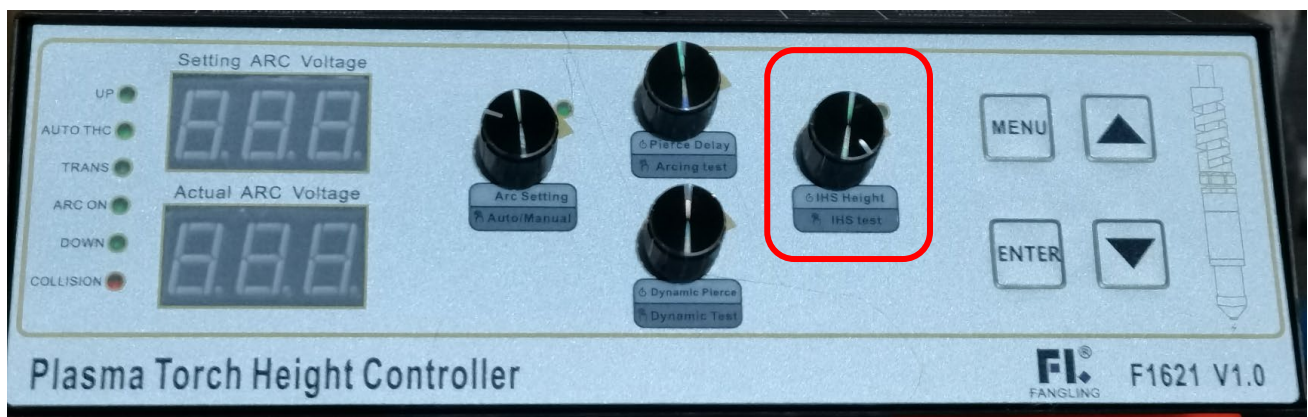 Setting ARC Voltage
UP
AUTO THC
TRANS
Actual ARC Voltage
ARC ON
DOWN
COLLISION
Arc Setting
Auto/Manual
Pierce Delay
Arcing test
Dynamic Pierce
Dynamic Test
IHS Height
IHS test
MENU
ENTER
Plasma Torch Height Controller
FL®
FANGLING
F1621 V1.0